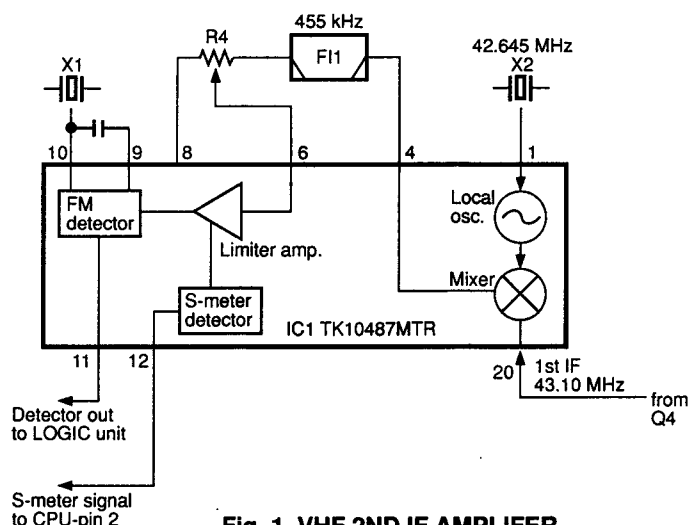 455 kHz
R4
FI1
42.645 MHz
X1
X2
10
9
8
6
4
1
FM
detector
Limiter amp.
Local
osc.
Mixer
S-meter
detector
IC1 TK10487MTR
11
12
20
1st IF
43.10 MHz
from
Q4
Detector out
to LOGIC unit
S-meter signal
to CPU-pin 2
Fig. 1 VHF 2ND IF AMPLIFER